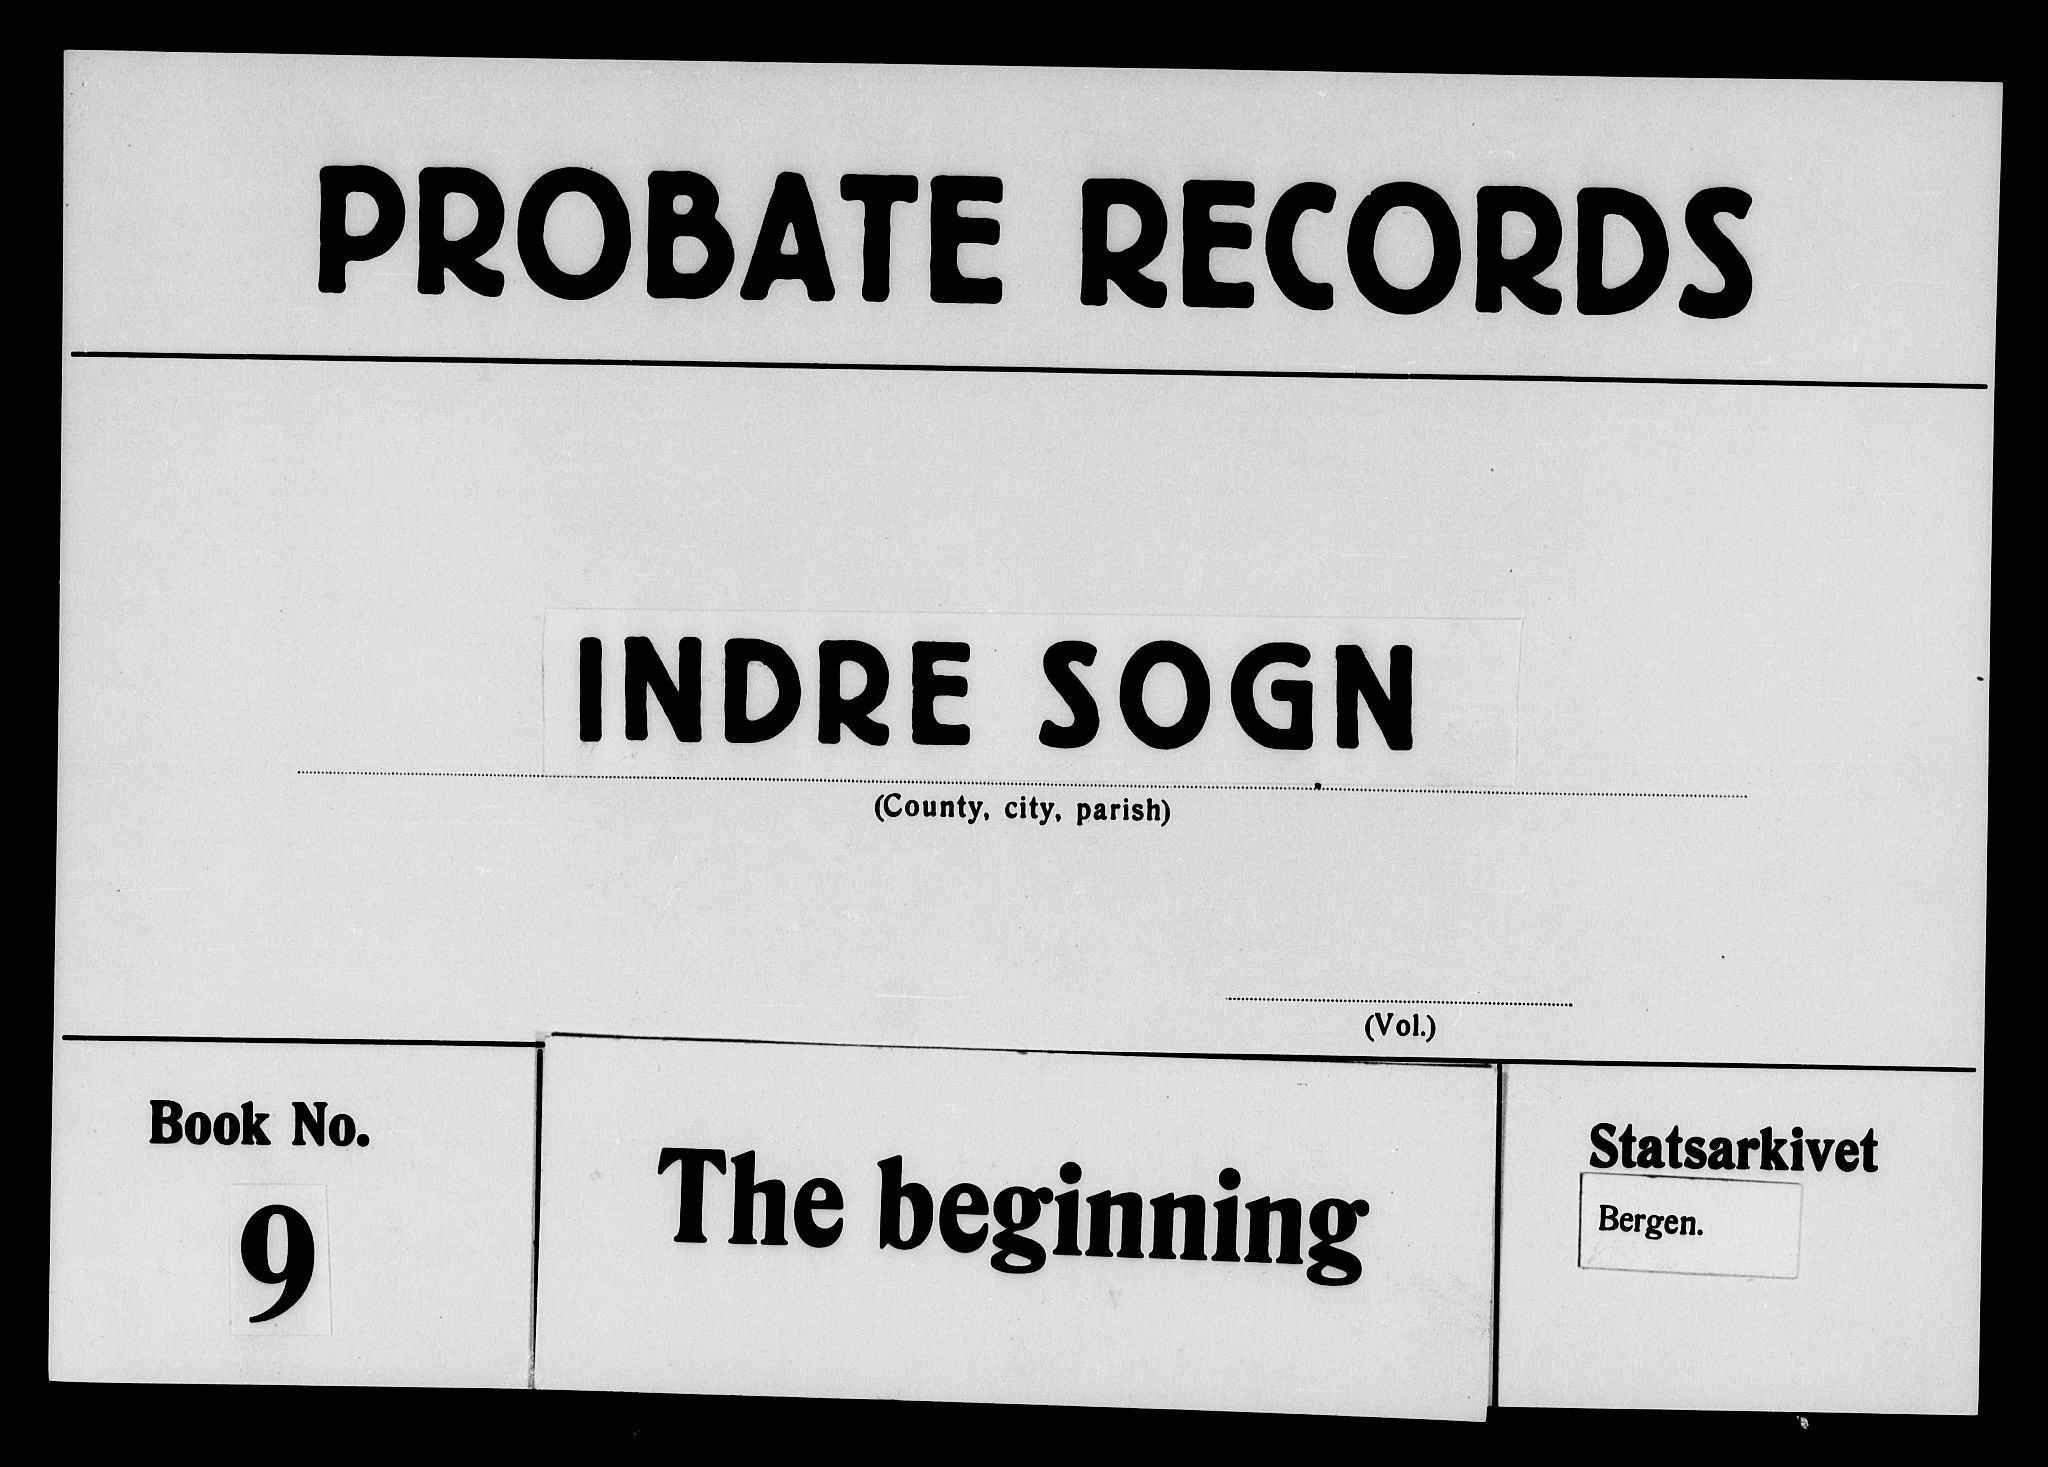 PROBATE RECORDS
INDRE SOGN
(County, city, parish)
(Vol.)
Book No.
9
The beginning
Statsarkivet
Bergen.